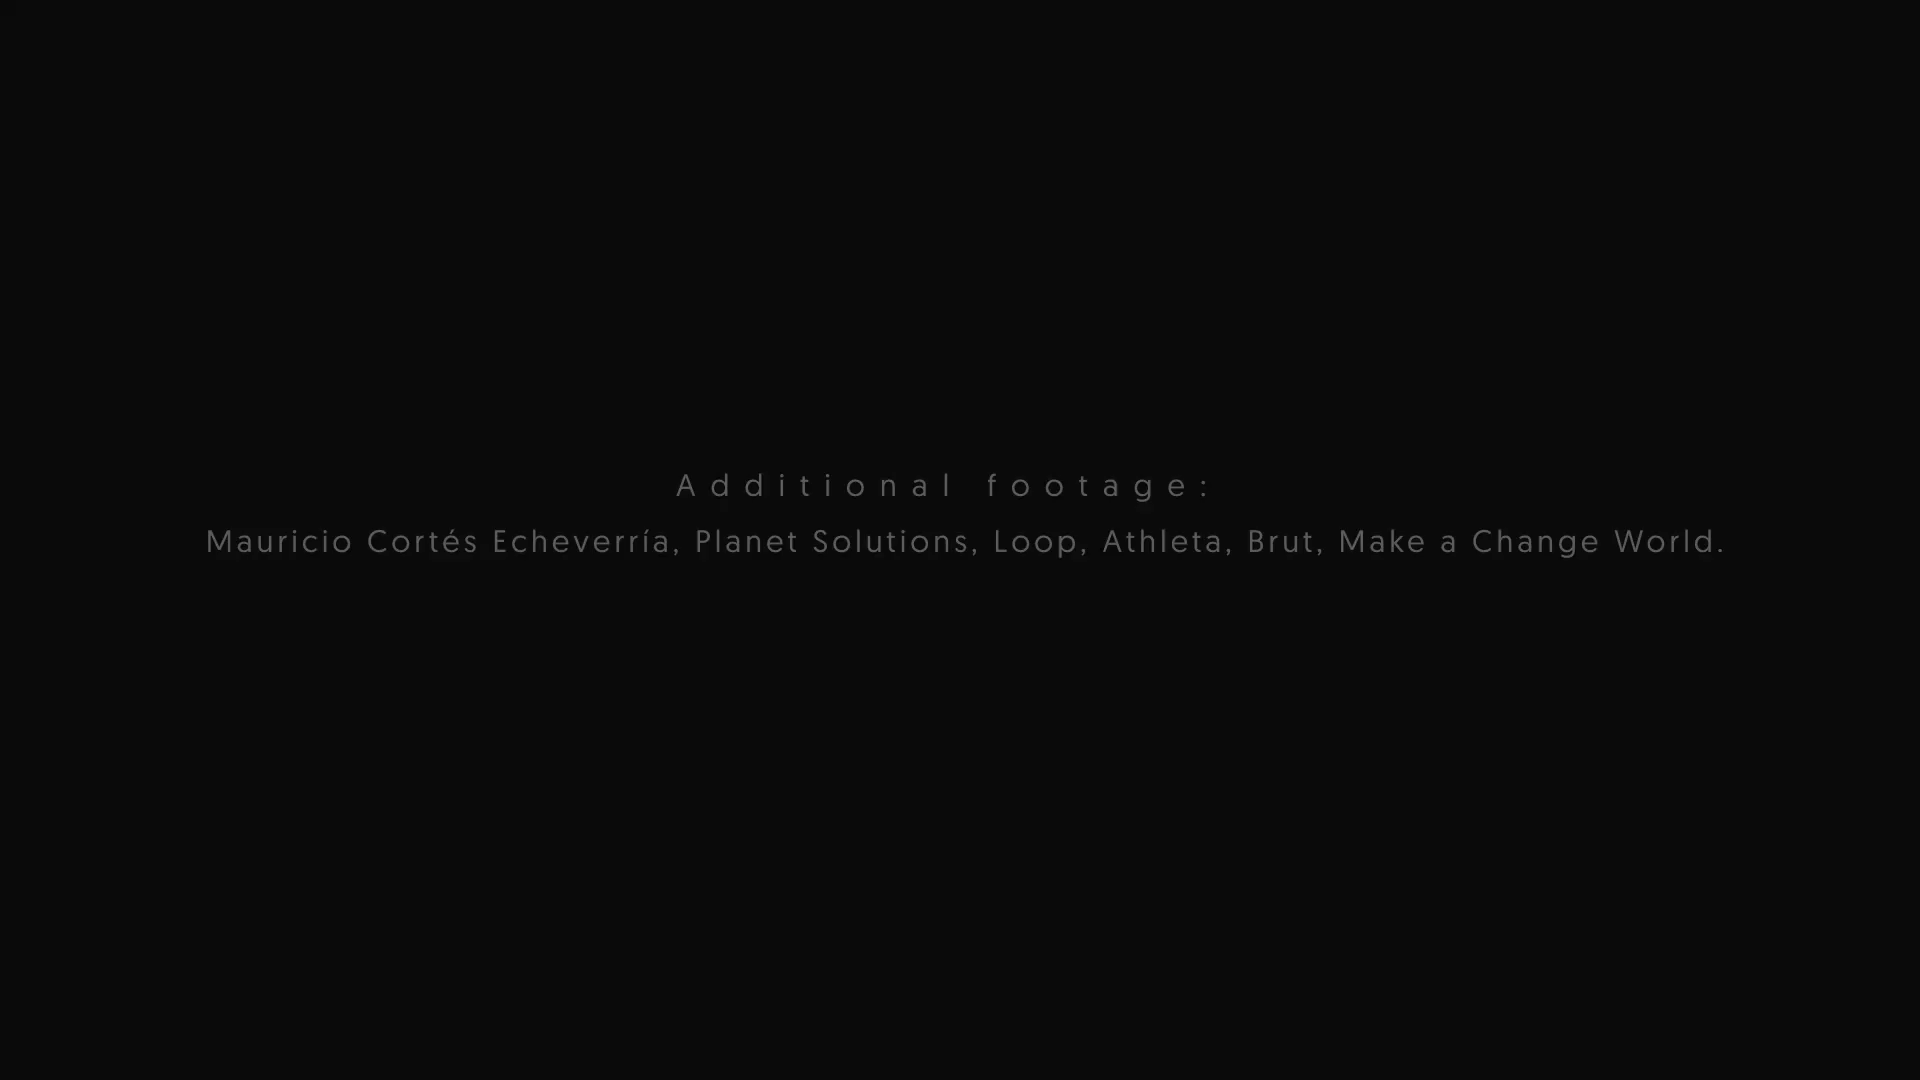 Additional footage:
Mauricio Cortés Echeverría, Planet Solutions, Loop, Athleta, Brut, Make a Change World.